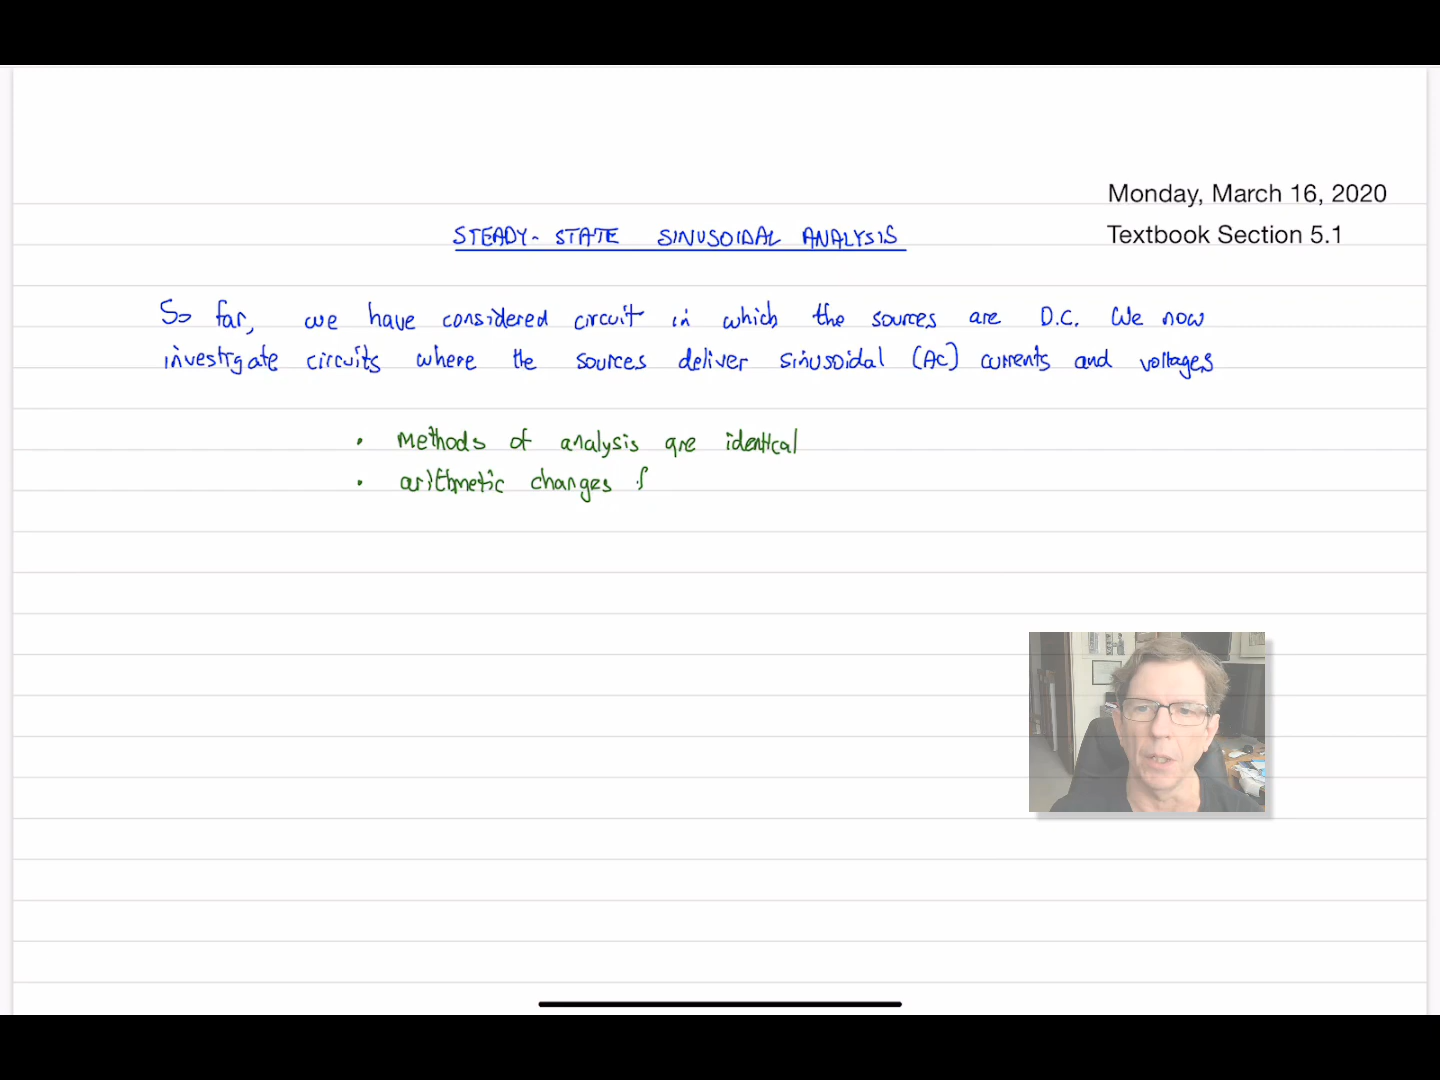 Monday, March 16, 2020
STEADY-STATE SINUSOIDAL ANALYSIS
Textbook Section 5.1
So far, we have considered circuit in which the sources are D.C. We now
investigate circuits where the sources deliver sinusoidal (AC) currents and voltages
• Methods of analysis are identical
• arithmetic changes